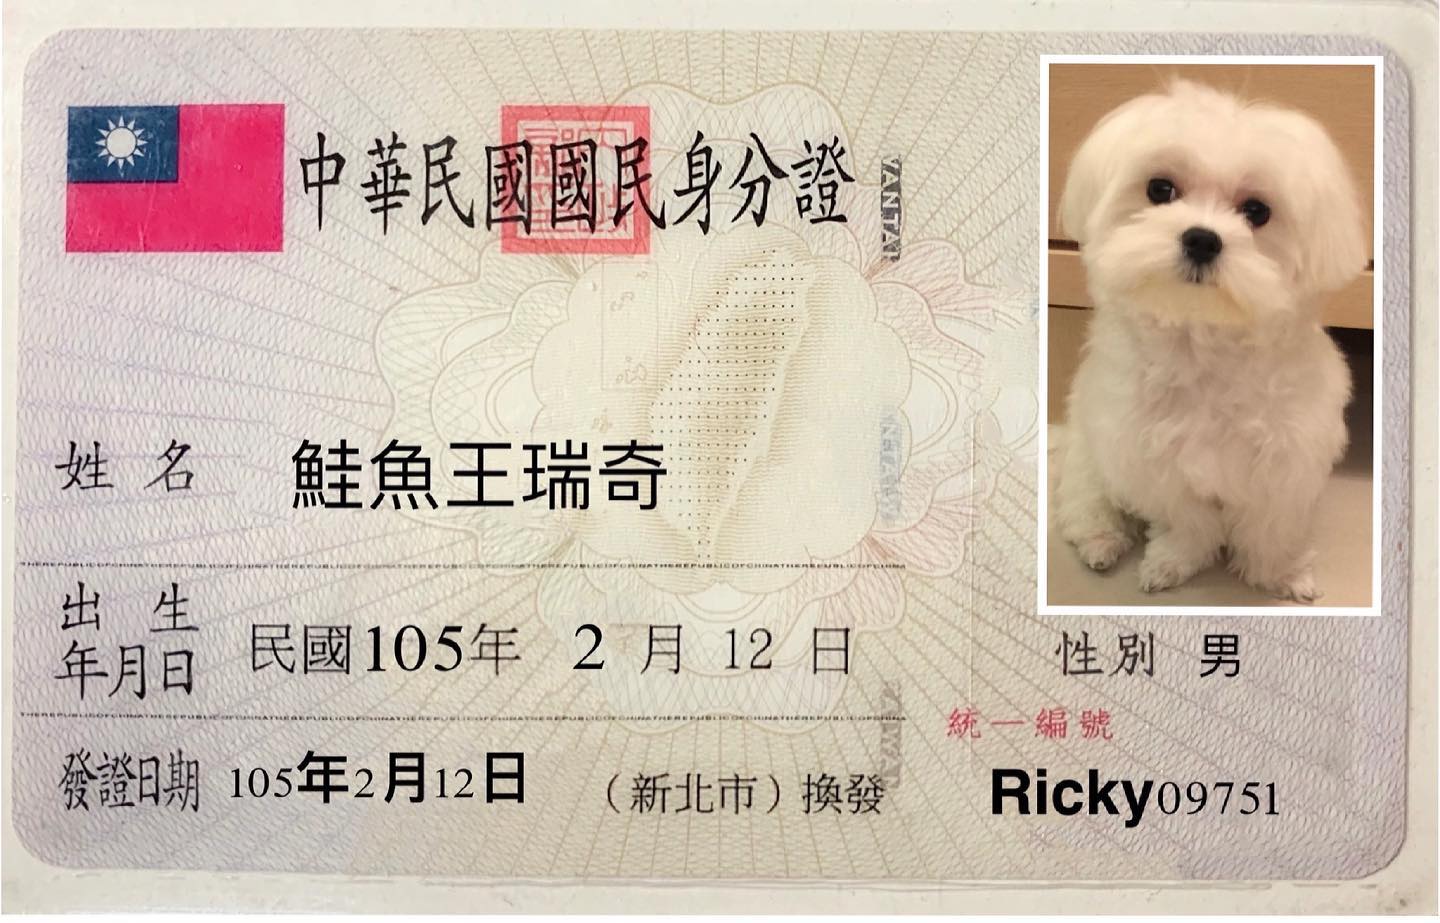 中華民國國民身分證
YANTAI
姓名 鮭魚王瑞奇
THEREPUBLICOFCHINATHEREPUBLICOFCHINATHEREPUBLICOFCHINATHEREPUBLICOFCHINA
出生年月日 民國105年 2 月 12 日
性別 男
THEREPUBLICOFCHINATHEREPUBLICOFCHINATHEREPUBLICOFCHINATHEREPUBLICOFCHINA
統一編號
發證日期 105年2月12日 （新北市）換發
Ricky09751